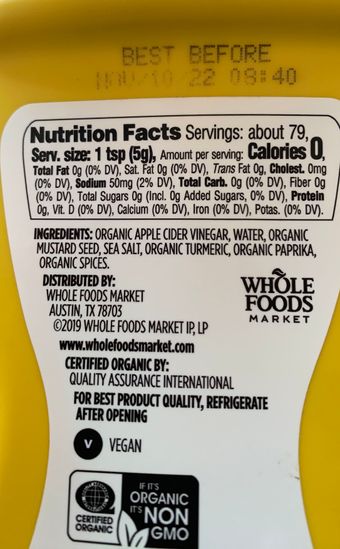 BEST BEFORE
NOV/10 22 08:40
Nutrition Facts Servings: about 79,
Serv. size: 1 tsp (5g), Amount per serving: Calories 0,
Total Fat 0g (0% DV), Sat. Fat 0g (0% DV), Trans Fat 0g, Cholest. 0mg
(0% DV), Sodium 50mg (2% DV), Total Carb. 0g (0% DV), Fiber 0g
(0% DV), Total Sugars 0g (Incl. 0g Added Sugars, 0% DV), Protein
0g, Vit. D (0% DV), Calcium (0% DV), Iron (0% DV), Potas. (0% DV).
INGREDIENTS: ORGANIC APPLE CIDER VINEGAR, WATER, ORGANIC
MUSTARD SEED, SEA SALT, ORGANIC TURMERIC, ORGANIC PAPRIKA,
ORGANIC SPICES.
DISTRIBUTED BY:
WHOLE FOODS MARKET
AUSTIN, TX 78703
©2019 WHOLE FOODS MARKET IP, LP
WHOLE
FOODS
MARKET
www.wholefoodsmarket.com
CERTIFIED ORGANIC BY:
QUALITY ASSURANCE INTERNATIONAL
FOR BEST PRODUCT QUALITY, REFRIGERATE
AFTER OPENING
V VEGAN
CERTIFIED
ORGANIC
IF IT'S
ORGANIC
IT'S NON
GMO